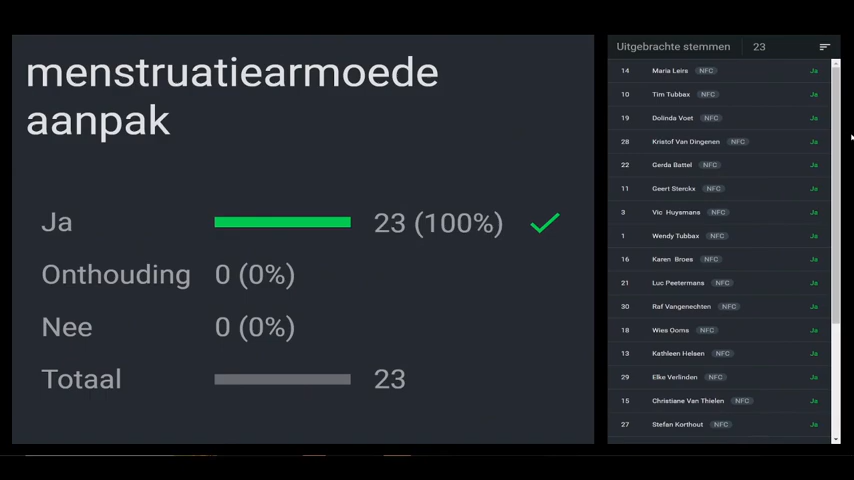 menstruatiearmoede
aanpak
Ja 23 (100%)
Onthouding 0 (0%)
Nee 0 (0%)
Totaal 23
Uitgebrachte stemmen 23
14 Maria Leirs NFC Ja
10 Tim Tubbax NFC Ja
19 Dolinda Voet NFC Ja
28 Kristof Van Dingenen NFC Ja
22 Gerda Battel NFC Ja
11 Geert Sterckx NFC Ja
3 Vic Huysmans NFC Ja
1 Wendy Tubbax NFC Ja
16 Karen Broes NFC Ja
21 Luc Peetermans NFC Ja
30 Raf Vangenechten NFC Ja
18 Wies Ooms NFC Ja
13 Kathleen Helsen NFC Ja
29 Elke Verlinden NFC Ja
15 Christiane Van Thielen NFC Ja
27 Stefan Korthout NFC Ja